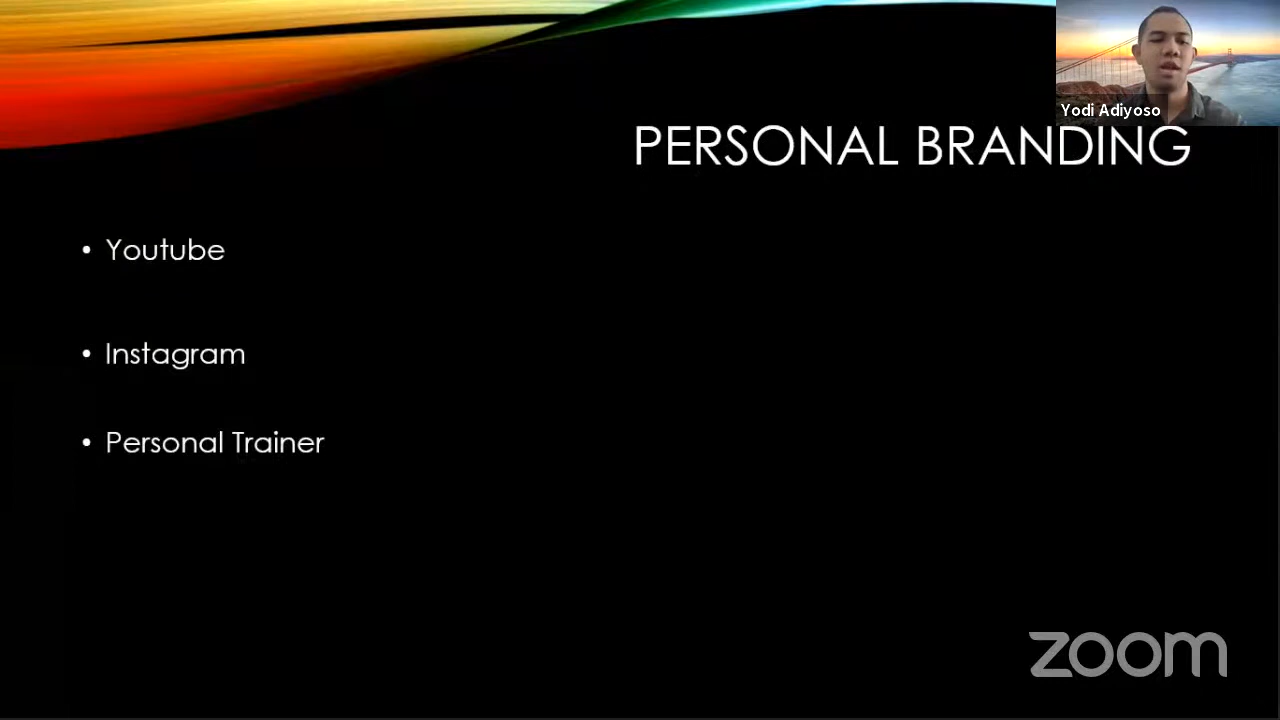 Yodi Adiyoso
PERSONAL BRANDING
• Youtube
• Instagram
• Personal Trainer
zoom